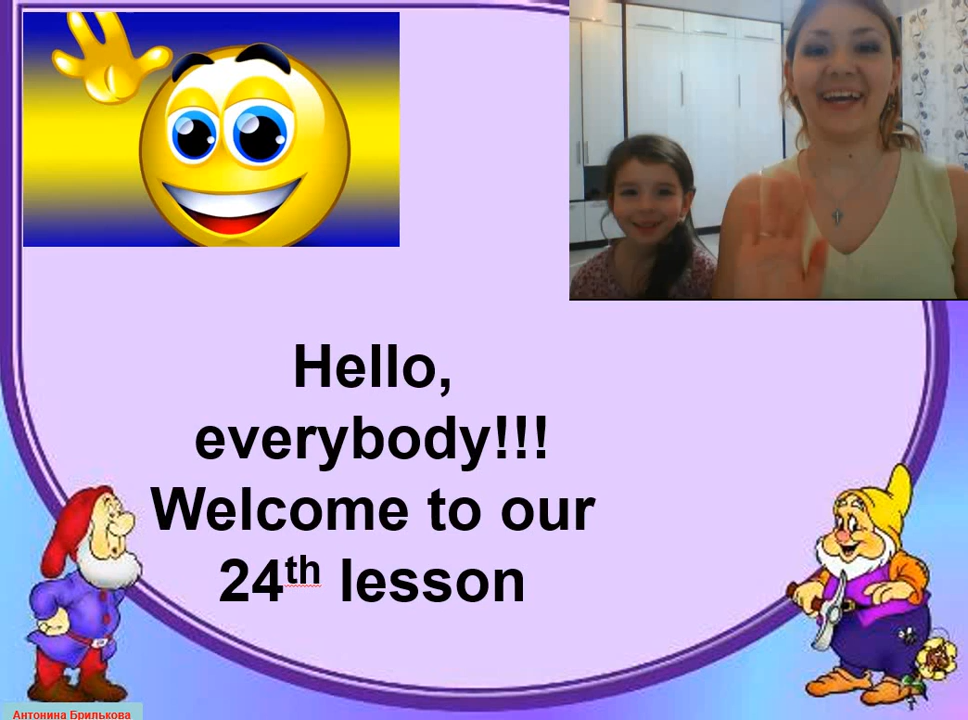 Hello,
everybody!!!
Welcome to our
24th lesson
Антонина Брилькова